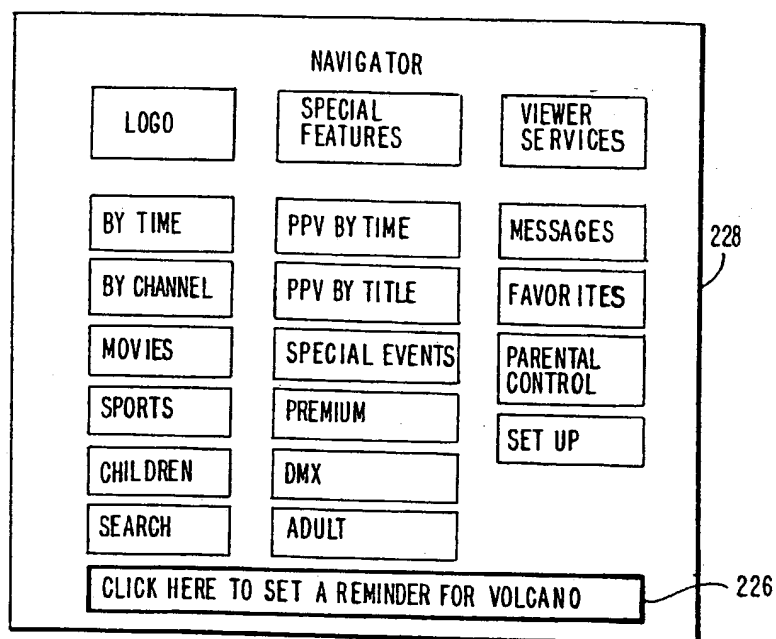 NAVIGATOR
LOGO
SPECIAL
FEATURES
VIEWER
SERVICES
BY TIME
PPV BY TIME
MESSAGES
BY CHANNEL
PPV BY TITLE
FAVORITES
MOVIES
SPECIAL EVENTS
PARENTAL
CONTROL
SPORTS
PREMIUM
SET UP
CHILDREN
DMX
SEARCH
ADULT
CLICK HERE TO SET A REMINDER FOR VOLCANO
228
226